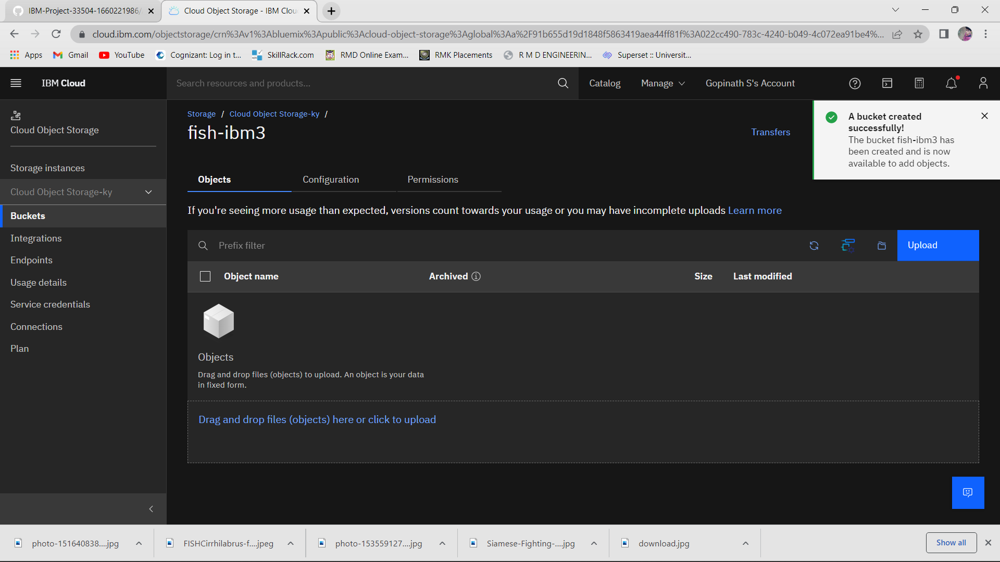 IBM-Project-33504-1660221986/
Cloud Object Storage - IBM Clou
cloud.ibm.com/objectstorage/crn%3Av1%3Abluemix%3Apublic%3Acloud-object-storage%3Aglobal%3Aa%2F91b655d19d1848f5863419aea44ff81f%3A022cc490-783c-4240-b049-4c072ea91be4%...
Apps
Gmail
YouTube
Cognizant: Log in t...
SkillRack.com
RMD Online Exam...
RMK Placements
R M D ENGINEERIN...
Superset :: Universit...
IBM Cloud
Search resources and products...
Catalog
Manage
Gopinath S's Account
Cloud Object Storage
Storage instances
Cloud Object Storage-ky
Buckets
Integrations
Endpoints
Usage details
Service credentials
Connections
Plan
Storage / Cloud Object Storage-ky /
fish-ibm3
Transfers
A bucket created
successfully!
The bucket fish-ibm3 has
been created and is now
available to add objects.
Objects
Configuration
Permissions
If you're seeing more usage than expected, versions count towards your usage or you may have incomplete uploads Learn more
Prefix filter
Upload
Object name
Archived
Size
Last modified
Objects
Drag and drop files (objects) to upload. An object is your data
in fixed form.
Drag and drop files (objects) here or click to upload
photo-151640838....jpg
FISHCirrhilabrus-f....jpeg
photo-153559127....jpg
Siamese-Fighting-....jpg
download.jpg
Show all